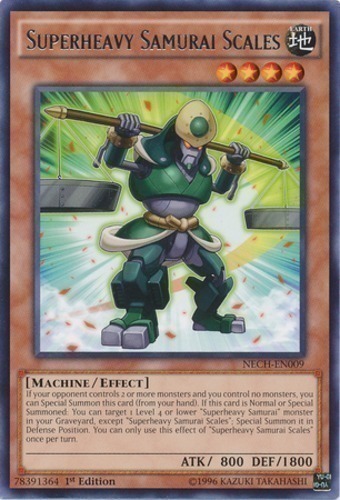 SUPERHEAVY SAMURAI SCALES
EARTH
地
NECH-EN009
[MACHINE/EFFECT]
If your opponent controls 2 or more monsters and you control no monsters, you
can Special Summon this card (from your hand). If this card is Normal or Special
Summoned: You can target 1 Level 4 or lower "Superheavy Samurai" monster
in your Graveyard, except "Superheavy Samurai Scales"; Special Summon it in
Defense Position. You can only use this effect of "Superheavy Samurai Scales"
once per turn.
ATK/ 800 DEF/ 800
78391364 1st Edition ©1996 KAZUKI TAKAHASHI